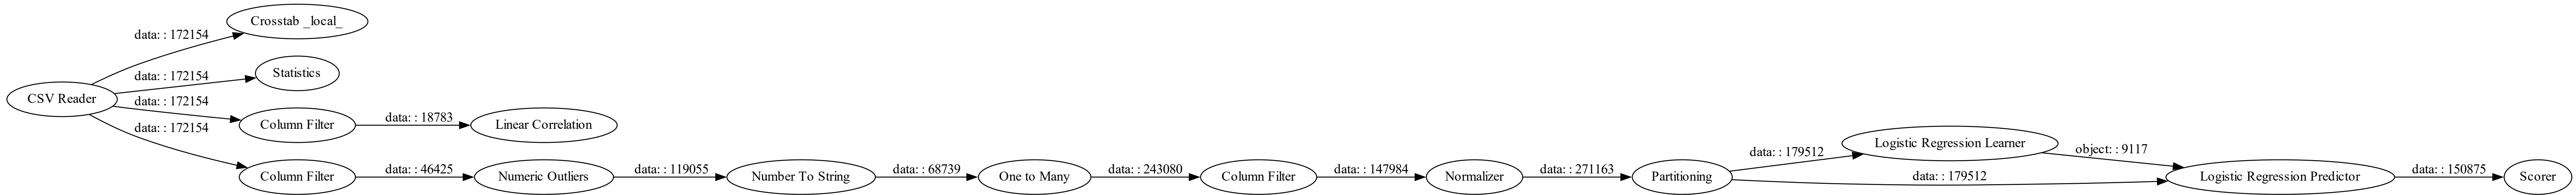 Crosstab _local_
data: : 172154
Statistics
data: : 172154
CSV Reader
data: : 172154
Column Filter
data: : 18783
Linear Correlation
data: : 172154
Column Filter
data: : 46425
Numeric Outliers
data: : 119055
Number To String
data: : 68739
One to Many
data: : 243080
Column Filter
data: : 147984
Normalizer
data: : 271163
Partitioning
data: : 179512
Logistic Regression Learner
object: : 9117
data: : 179512
Logistic Regression Predictor
data: : 150875
Scorer